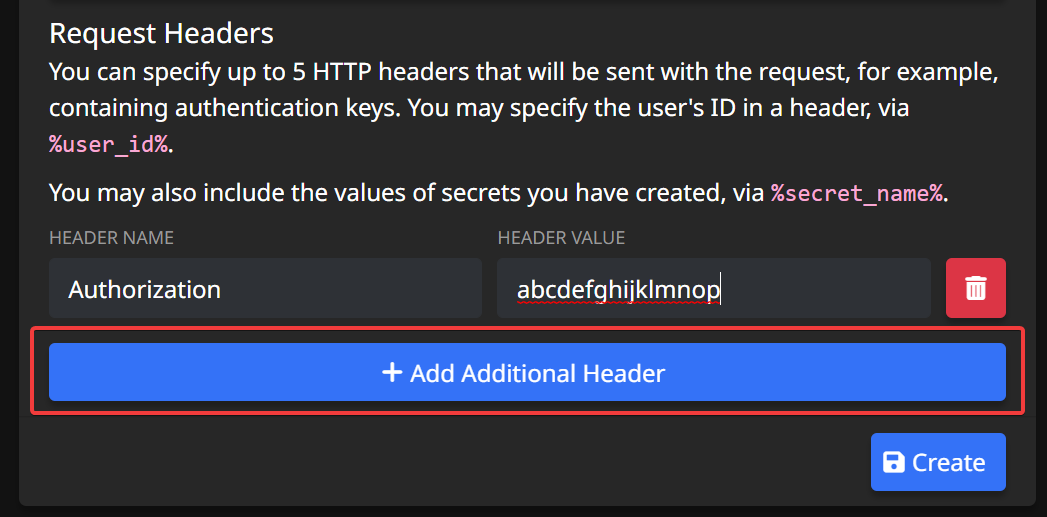 Request Headers
You can specify up to 5 HTTP headers that will be sent with the request, for example,
containing authentication keys. You may specify the user's ID in a header, via
%user_id%.
You may also include the values of secrets you have created, via %secret_name%.
HEADER NAME HEADER VALUE
Authorization abcdefghijklmnop
+ Add Additional Header
Create